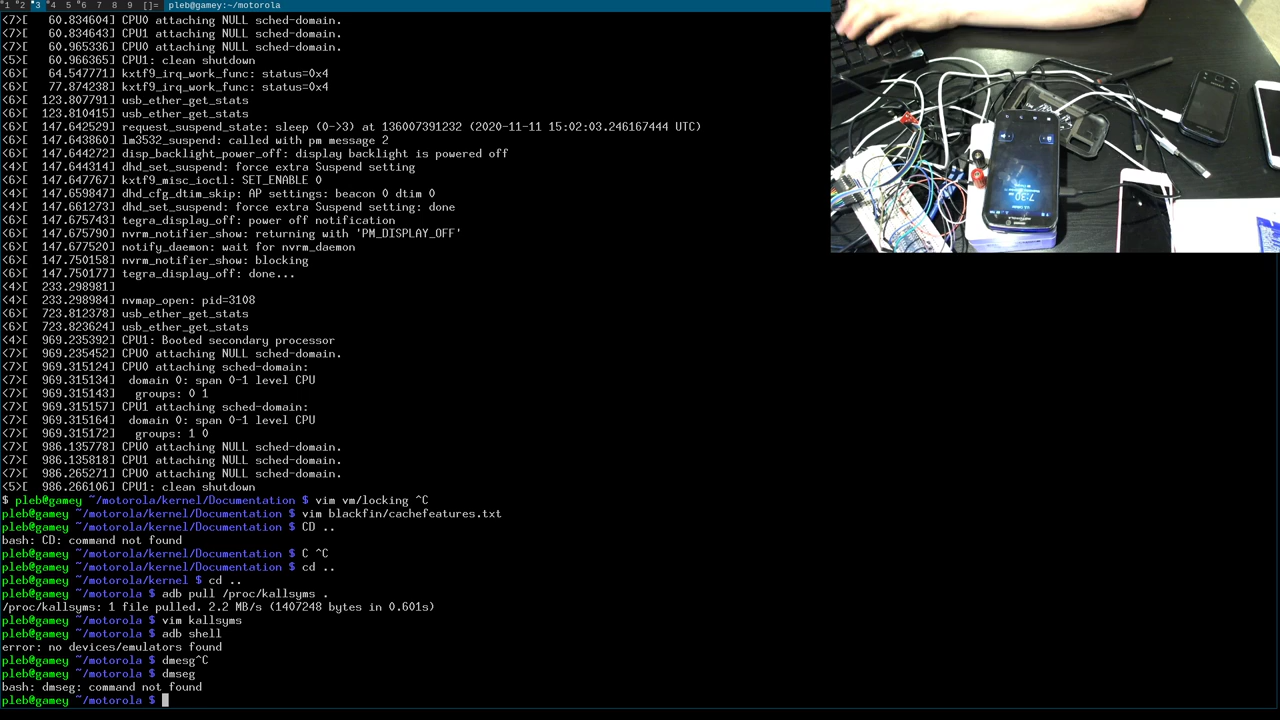 1 2 3 4 5 6 7 8 9 []= pleb@gamey:~/motorola
<7>[   60.834604] CPU0 attaching NULL sched-domain.
<7>[   60.834643] CPU1 attaching NULL sched-domain.
<7>[   60.965336] CPU0 attaching NULL sched-domain.
<5>[   60.966365] CPU1: clean shutdown
<6>[   64.547771] kxtf9_irq_work_func: status=0x4
<6>[   77.874238] kxtf9_irq_work_func: status=0x4
<6>[  123.807791] usb_ether_get_stats
<6>[  123.810415] usb_ether_get_stats
<6>[  147.642529] request_suspend_state: sleep (0->3) at 136007391232 (2020-11-11 15:02:03.246167444 UTC)
<6>[  147.643860] lm3532_suspend: called with pm message 2
<6>[  147.644272] disp_backlight_power_off: display backlight is powered off
<4>[  147.644314] dhd_set_suspend: force extra Suspend setting
<6>[  147.647767] kxtf9_misc_ioctl: SET_ENABLE 0
<4>[  147.659847] dhd_cfg_dtim_skip: AP settings: beacon 0 dtim 0
<4>[  147.661273] dhd_set_suspend: force extra Suspend setting: done
<6>[  147.675743] tegra_display_off: power off notification
<6>[  147.675790] nvrm_notifier_show: returning with 'PM_DISPLAY_OFF'
<6>[  147.677520] notify_daemon: wait for nvrm_daemon
<6>[  147.750158] nvrm_notifier_show: blocking
<6>[  147.750177] tegra_display_off: done...
<4>[  233.298981]
<4>[  233.298984] nvmap_open: pid=3108
<6>[  723.812378] usb_ether_get_stats
<6>[  723.823624] usb_ether_get_stats
<4>[  969.235392] CPU1: Booted secondary processor
<7>[  969.235452] CPU0 attaching NULL sched-domain.
<7>[  969.315124] CPU0 attaching sched-domain:
<7>[  969.315134]  domain 0: span 0-1 level CPU
<7>[  969.315143]   groups: 0 1
<7>[  969.315157] CPU1 attaching sched-domain:
<7>[  969.315164]  domain 0: span 0-1 level CPU
<7>[  969.315172]   groups: 1 0
<7>[  986.135778] CPU0 attaching NULL sched-domain.
<7>[  986.135818] CPU1 attaching NULL sched-domain.
<7>[  986.265271] CPU0 attaching NULL sched-domain.
<5>[  986.266106] CPU1: clean shutdown
$ pleb@gamey ~/motorola/kernel/Documentation $ vim vm/locking ^C
pleb@gamey ~/motorola/kernel/Documentation $ vim blackfin/cachefeatures.txt
pleb@gamey ~/motorola/kernel/Documentation $ CD ..
bash: CD: command not found
pleb@gamey ~/motorola/kernel/Documentation $ C ^C
pleb@gamey ~/motorola/kernel/Documentation $ cd ..
pleb@gamey ~/motorola/kernel $ cd ..
pleb@gamey ~/motorola $ adb pull /proc/kallsyms .
/proc/kallsyms: 1 file pulled. 2.2 MB/s (1407248 bytes in 0.601s)
pleb@gamey ~/motorola $ vim kallsyms
pleb@gamey ~/motorola $ adb shell
error: no devices/emulators found
pleb@gamey ~/motorola $ dmesg^C
pleb@gamey ~/motorola $ dmseg
bash: dmseg: command not found
pleb@gamey ~/motorola $
7:30